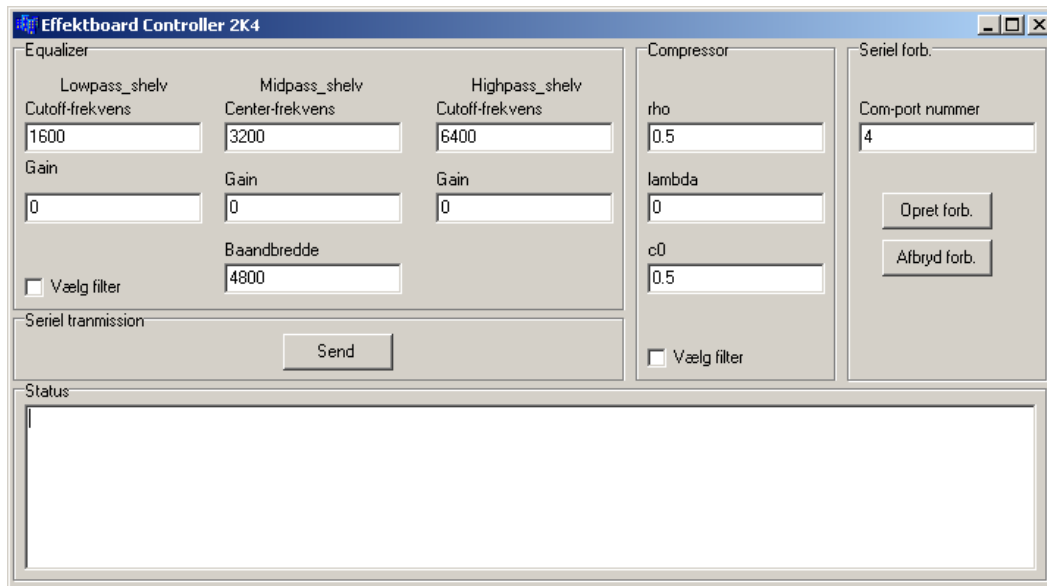 Effektboard Controller 2K4
Equalizer
Lowpass_shelv
Midpass_shelv
Highpass_shelv
Cutoff-frekvens
Center-frekvens
Cutoff-frekvens
1600
3200
6400
Gain
Gain
Gain
0
0
0
Baandbredde
4800
Vælg filter
Compressor
rho
0.5
lambda
0
c0
0.5
Vælg filter
Seriel forb.
Com-port nummer
4
Opret forb.
Afbryd forb.
Seriel tranmission
Send
Status